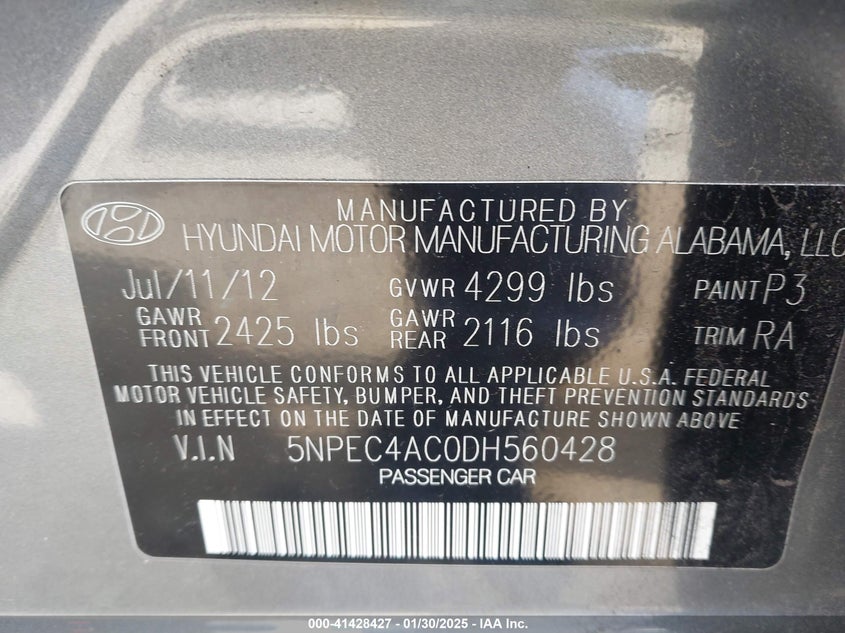 MANUFACTURED BY
HYUNDAI MOTOR MANUFACTURING ALABAMA, LLC
Jul/11/12 GVWR 4299 lbs PAINT P3
GAWR FRONT 2425 lbs GAWR REAR 2116 lbs TRIM RA
THIS VEHICLE CONFORMS TO ALL APPLICABLE U.S.A. FEDERAL
MOTOR VEHICLE SAFETY, BUMPER, AND THEFT PREVENTION STANDARDS
IN EFFECT ON THE DATE OF MANUFACTURE SHOWN ABOVE
V.I.N 5NPEC4AC0DH560428
PASSENGER CAR
000-41428427 — 01/30/2025 — IAA Inc.